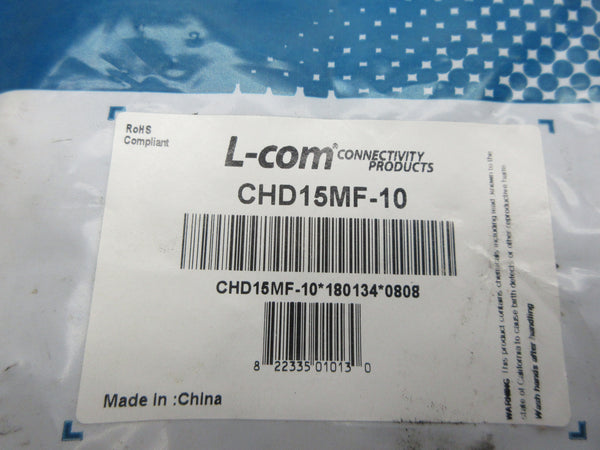 RoHS
Compliant
L-com® CONNECTIVITY
PRODUCTS
CHD15MF-10
CHD15MF-10*180134*0808
8 22335 01013 0
Made In :China
WARNING: This product contains chemicals, including lead, known to the
state of California to cause birth defects or other reproductive harm.
Wash hands after handling